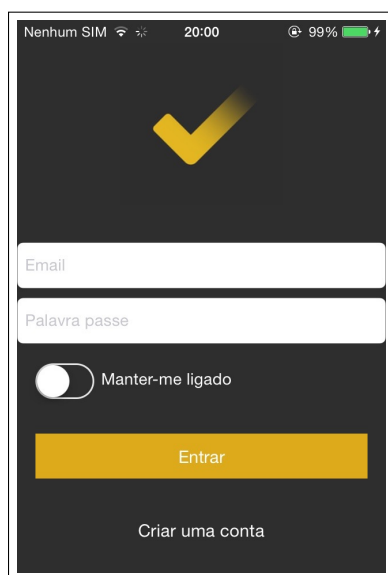 Nenhum SIM 20:00 99%
Email
Palavra passe
Manter-me ligado
Entrar
Criar uma conta